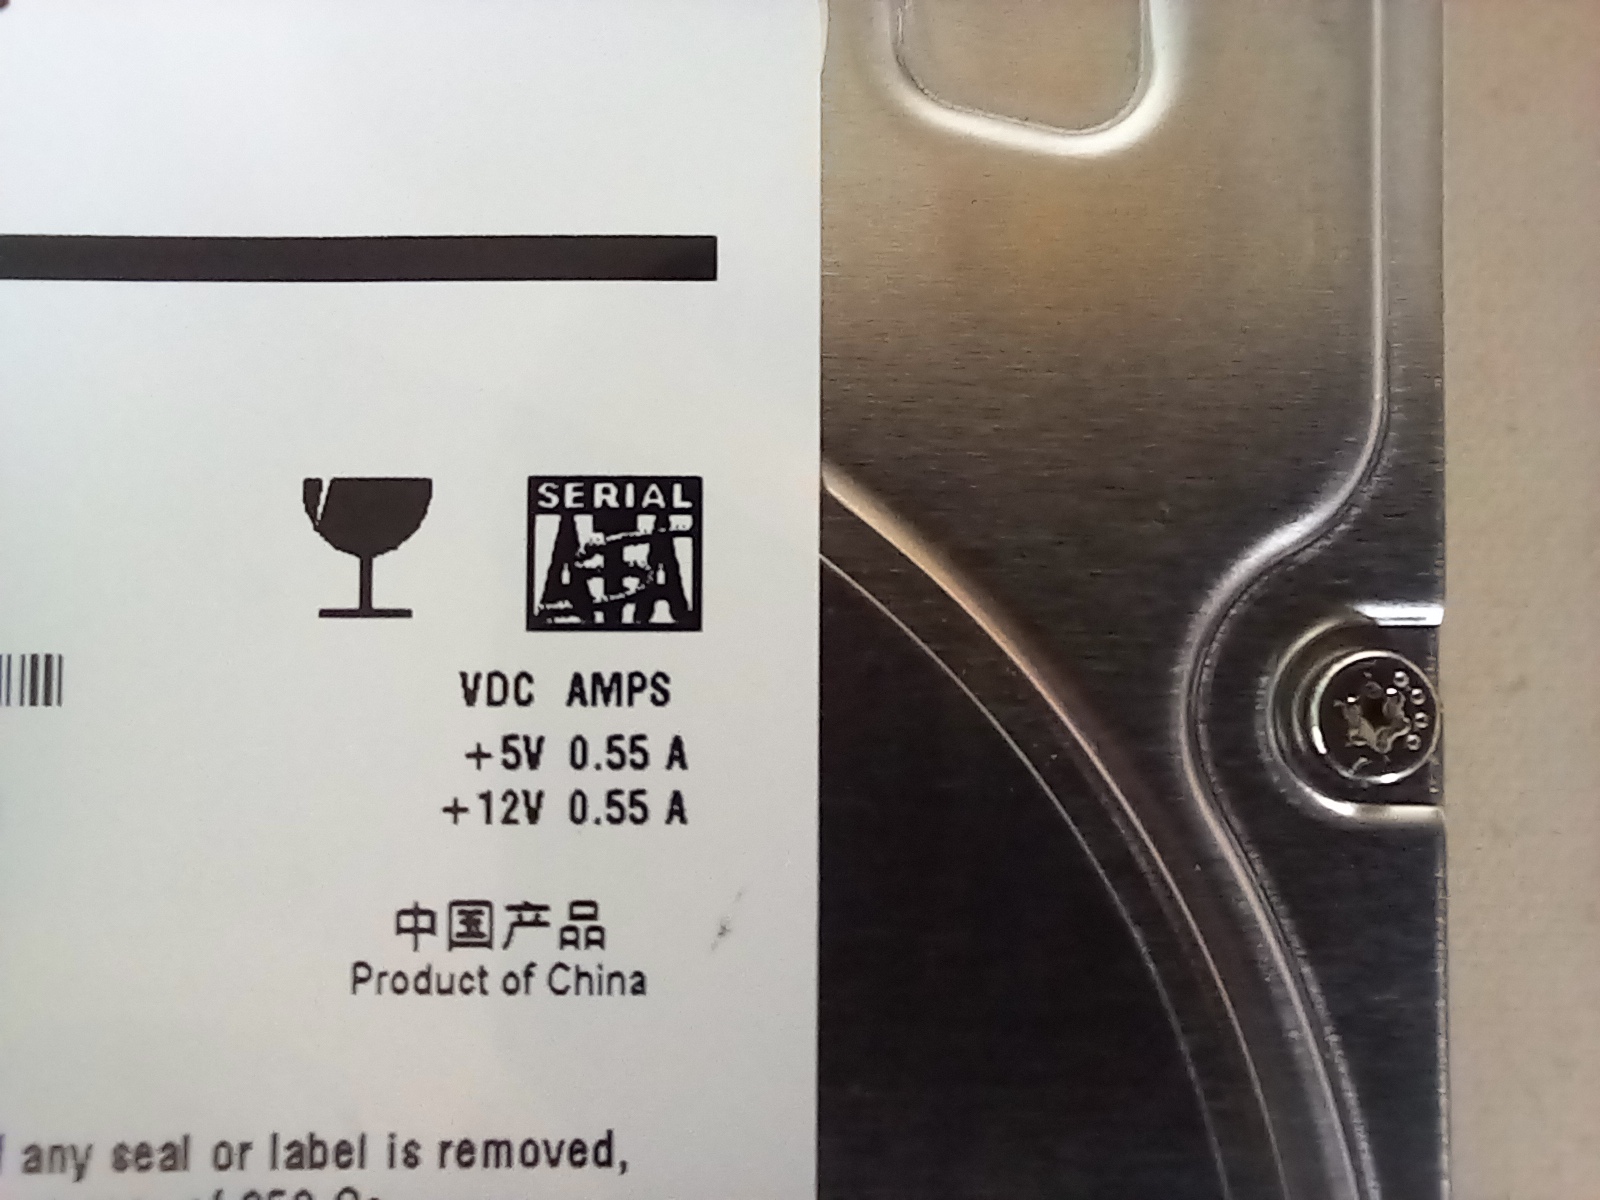 SERIAL
ATA
VDC AMPS
+5V 0.55 A
+12V 0.55 A
中国产品
Product of China
any seal or label is removed,